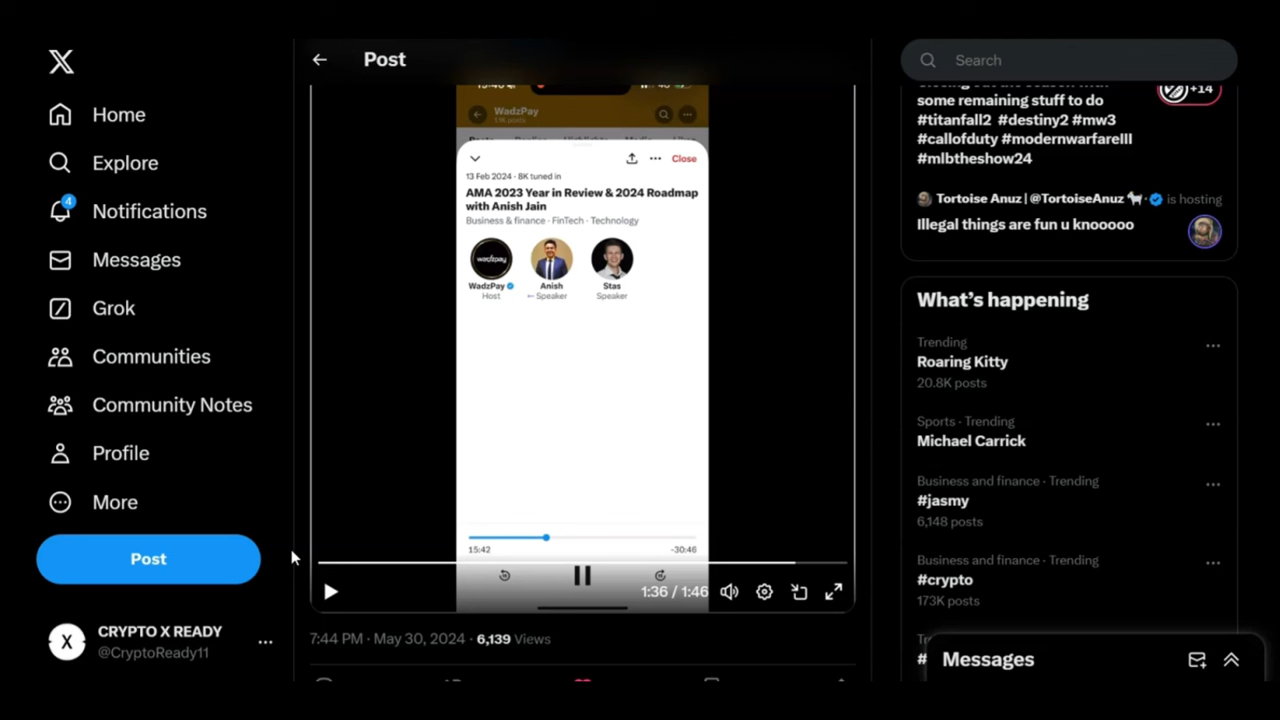 Home
Explore
4
Notifications
Messages
Grok
Communities
Community Notes
Profile
More
Post
CRYPTO X READY
@CryptoReady11
Post
WadzPay
13 Feb 2024 · 8K tuned in
Close
AMA 2023 Year in Review & 2024 Roadmap
with Anish Jain
Business & finance · FinTech · Technology
wadzpay
WadzPay
Host
Anish
Speaker
Stas
Speaker
15:42
-30:46
1:36 / 1:46
7:44 PM · May 30, 2024 · 6,139 Views
Search
+14
some remaining stuff to do
#titanfall2 #destiny2 #mw3
#callofduty #modernwarfareIII
#mlbtheshow24
Tortoise Anuz | @TortoiseAnuz · is hosting
Illegal things are fun u knooooo
What's happening
Trending
Roaring Kitty
20.8K posts
Sports · Trending
Michael Carrick
Business and finance · Trending
#jasmy
6,148 posts
Business and finance · Trending
#crypto
173K posts
Messages